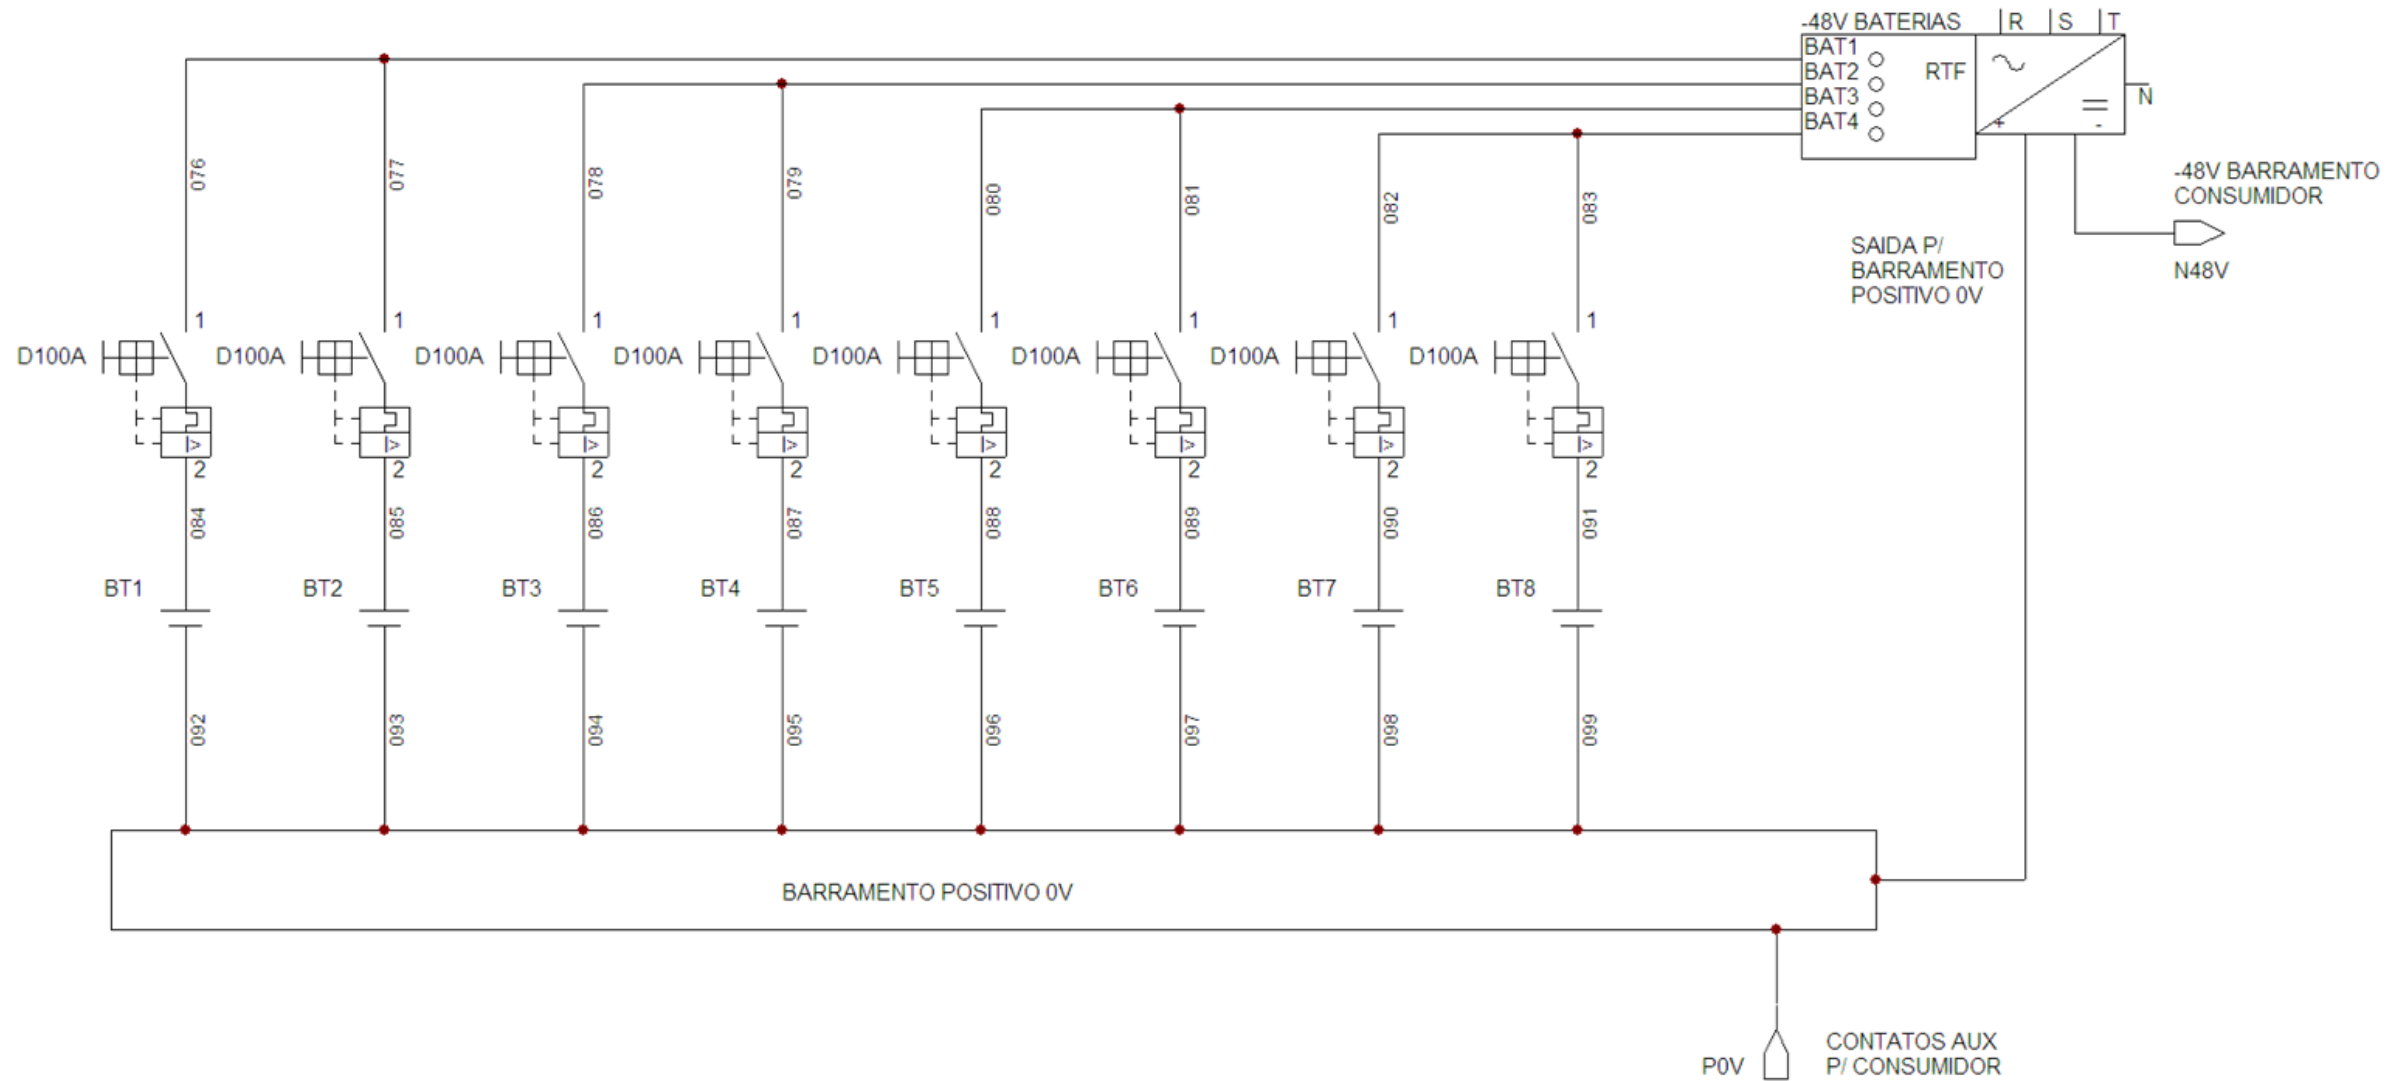 -48V BATERIAS
R
S
T
BAT1
BAT2
BAT3
BAT4
RTF
+
-
N
-48V BARRAMENTO
CONSUMIDOR
N48V
SAIDA P/
BARRAMENTO
POSITIVO 0V
076
077
078
079
080
081
082
083
1
1
1
1
1
1
1
1
D100A
D100A
D100A
D100A
D100A
D100A
D100A
D100A
I>
I>
I>
I>
I>
I>
I>
I>
2
2
2
2
2
2
2
2
084
085
086
087
088
089
090
091
BT1
BT2
BT3
BT4
BT5
BT6
BT7
BT8
092
093
094
095
096
097
098
099
BARRAMENTO POSITIVO 0V
P0V
CONTATOS AUX
P/ CONSUMIDOR